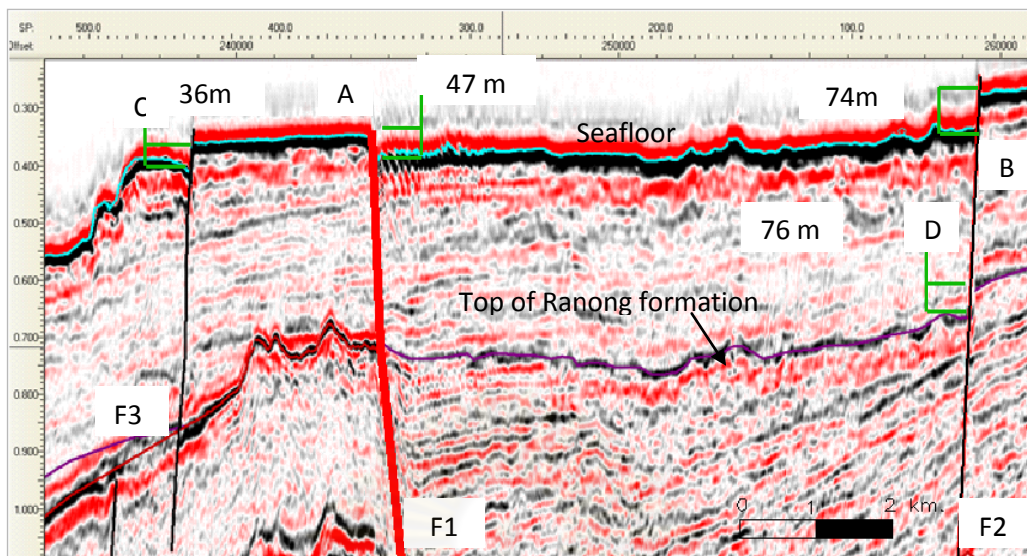 SP: 500.0 400.0 300.0 200.0 100.0
Offset: 240000 250000 260000
C 36m A 47 m 74m
0.300
Seafloor
0.400
B
0.500
76 m D
0.600
Top of Ranong formation
0.700
0.800
F3
0.900
1.000
0 1 2 km.
F1 F2